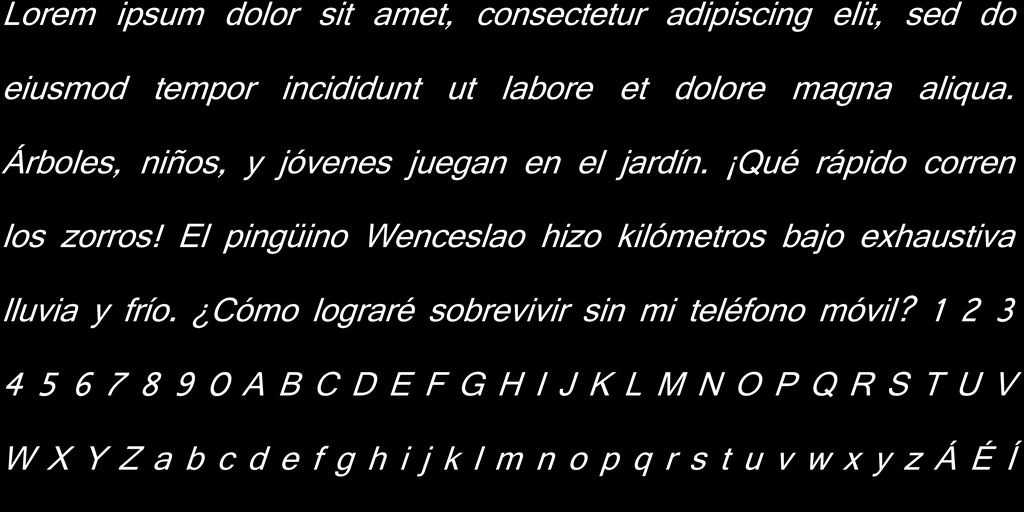 Lorem ipsum dolor sit amet, consectetur adipiscing elit, sed do
eiusmod tempor incididunt ut labore et dolore magna aliqua.
Árboles, niños, y jóvenes juegan en el jardín. ¡Qué rápido corren
los zorros! El pingüino Wenceslao hizo kilómetros bajo exhaustiva
lluvia y frío. ¿Cómo lograré sobrevivir sin mi teléfono móvil? 1 2 3
4 5 6 7 8 9 0 A B C D E F G H I J K L M N O P Q R S T U V
W X Y Z a b c d e f g h i j k l m n o p q r s t u v w x y z Á É Í